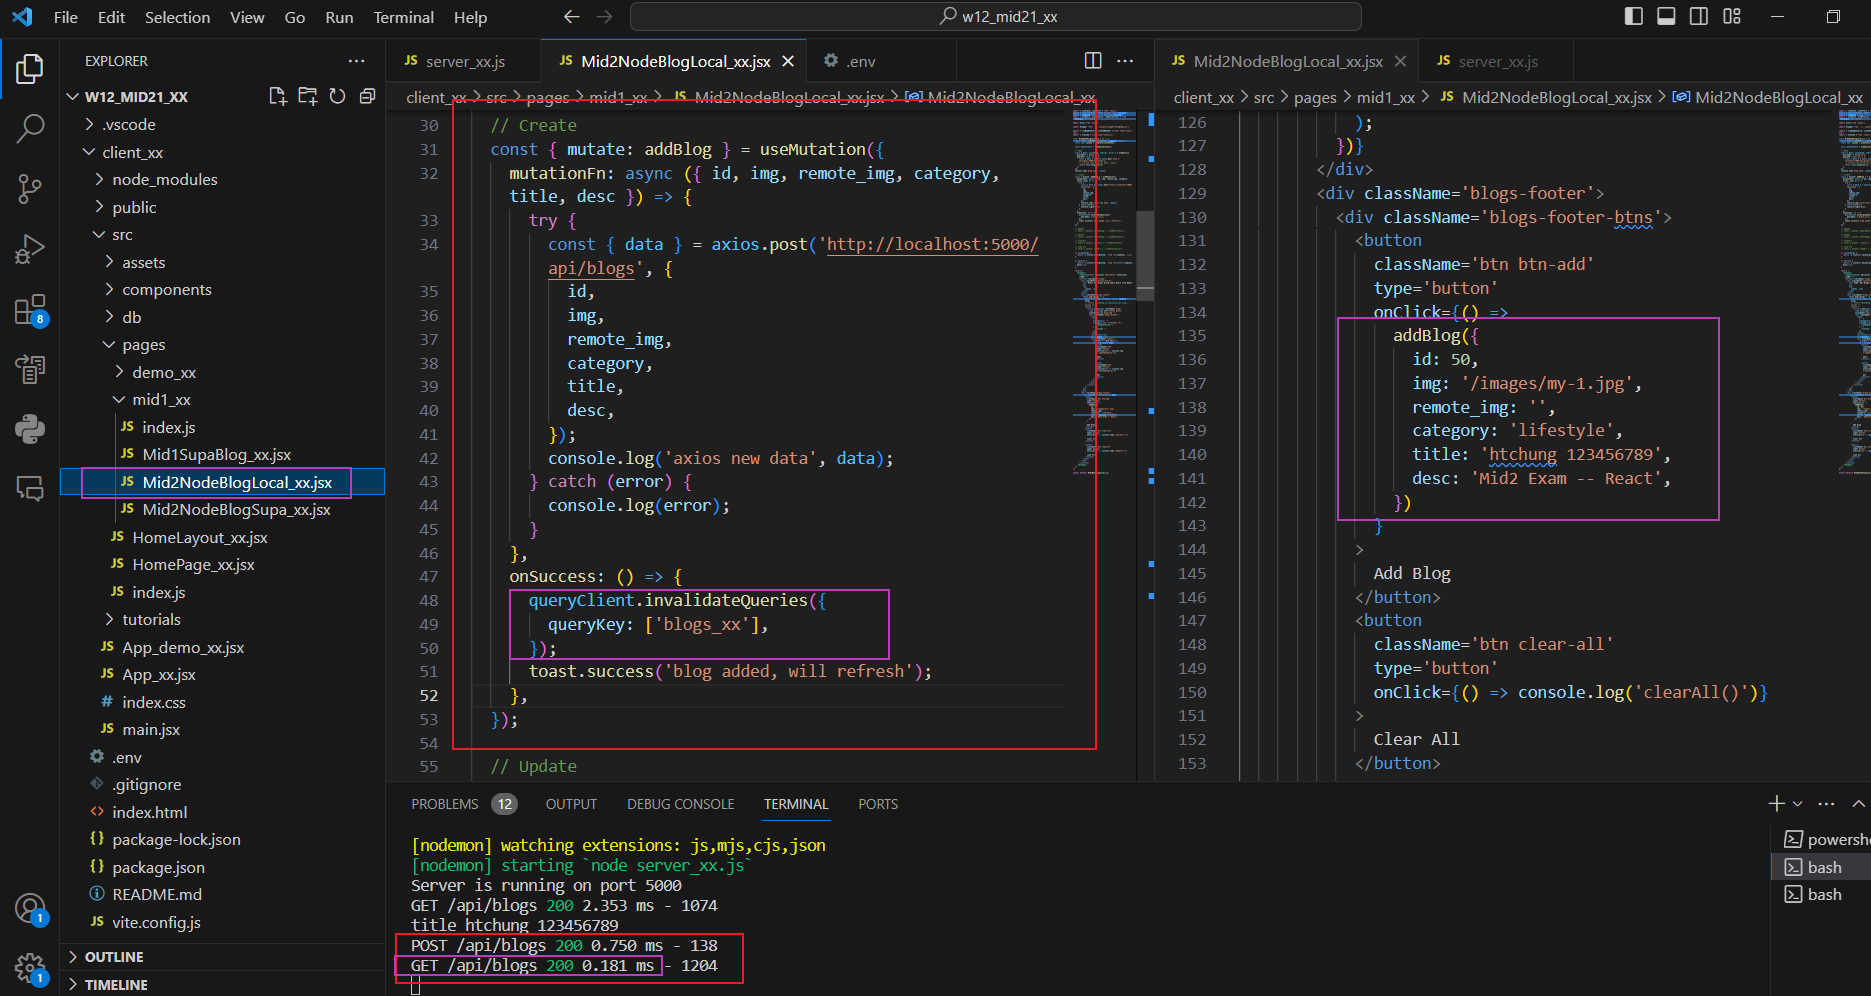 File Edit Selection View Go Run Terminal Help
w12_mid21_xx
EXPLORER
W12_MID21_XX
.vscode
client_xx
node_modules
public
src
assets
components
db
pages
demo_xx
mid1_xx
JS index.js
JS Mid1SupaBlog_xx.jsx
JS Mid2NodeBlogLocal_xx.jsx
JS Mid2NodeBlogSupa_xx.jsx
JS HomeLayout_xx.jsx
JS HomePage_xx.jsx
JS index.js
tutorials
JS App_demo_xx.jsx
JS App_xx.jsx
# index.css
JS main.jsx
.env
.gitignore
<> index.html
{} package-lock.json
{} package.json
README.md
JS vite.config.js
OUTLINE
TIMELINE
8
1
1
JS server_xx.js
JS Mid2NodeBlogLocal_xx.jsx
.env
client_xx > src > pages > mid1_xx > JS Mid2NodeBlogLocal_xx.jsx > Mid2NodeBlogLocal_xx
30 // Create
31 const { mutate: addBlog } = useMutation({
32 mutationFn: async ({ id, img, remote_img, category,
title, desc }) => {
33 try {
34 const { data } = axios.post('http://localhost:5000/
api/blogs', {
35 id,
36 img,
37 remote_img,
38 category,
39 title,
40 desc,
41 });
42 console.log('axios new data', data);
43 } catch (error) {
44 console.log(error);
45 }
46 },
47 onSuccess: () => {
48 queryClient.invalidateQueries({
49 queryKey: ['blogs_xx'],
50 });
51 toast.success('blog added, will refresh');
52 },
53 });
54
55 // Update
JS Mid2NodeBlogLocal_xx.jsx
JS server_xx.js
client_xx > src > pages > mid1_xx > JS Mid2NodeBlogLocal_xx.jsx > Mid2NodeBlogLocal_xx
126 );
127 })}
128 </div>
129 <div className='blogs-footer'>
130 <div className='blogs-footer-btns'>
131 <button
132 className='btn btn-add'
133 type='button'
134 onClick={() =>
135 addBlog({
136 id: 50,
137 img: '/images/my-1.jpg',
138 remote_img: '',
139 category: 'lifestyle',
140 title: 'htchung 123456789',
141 desc: 'Mid2 Exam -- React',
142 })
143 }
144 >
145 Add Blog
146 </button>
147 <button
148 className='btn clear-all'
149 type='button'
150 onClick={() => console.log('clearAll()')}
151 >
152 Clear All
153 </button>
PROBLEMS 12 OUTPUT DEBUG CONSOLE TERMINAL PORTS
[nodemon] watching extensions: js,mjs,cjs,json
[nodemon] starting `node server_xx.js`
Server is running on port 5000
GET /api/blogs 200 2.353 ms - 1074
title htchung 123456789
POST /api/blogs 200 0.750 ms - 138
GET /api/blogs 200 0.181 ms - 1204
powershe
bash
bash